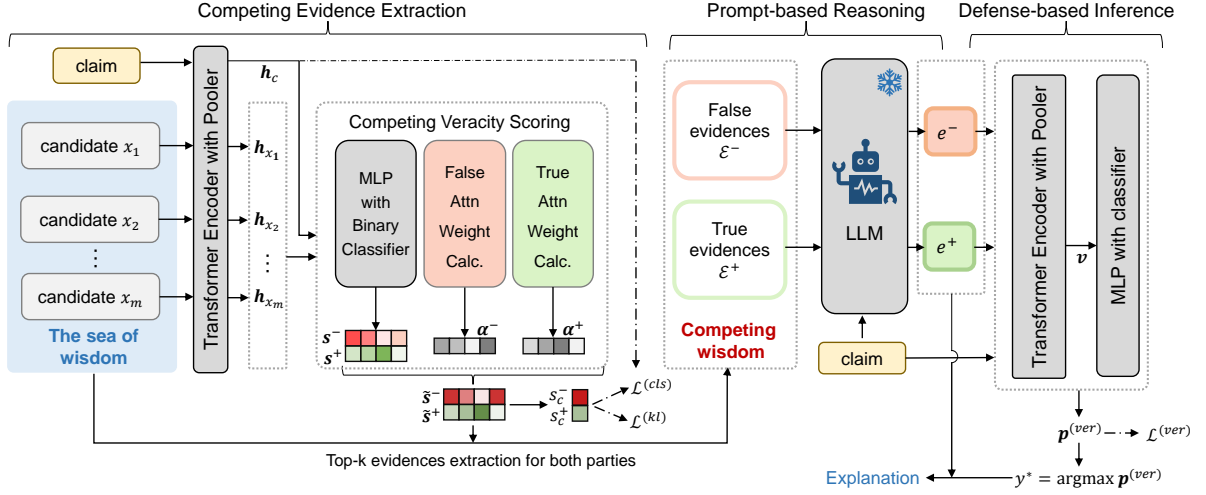 Competing Evidence Extraction
claim
Transformer Encoder with Pooler
h_c
candidate x_1
candidate x_2
⋮
candidate x_m
The sea of
wisdom
h_{x_1}
h_{x_2}
⋮
h_{x_m}
Competing Veracity Scoring
MLP
with
Binary
Classifier
False
Attn
Weight
Calc.
True
Attn
Weight
Calc.
s^-
s^+
α^-
α^+
s̃^-
s̃^+
s_c^-
s_c^+
ℒ^{(cls)}
ℒ^{(kl)}
Top-k evidences extraction for both parties
Prompt-based Reasoning
False
evidences
ℰ^-
True
evidences
ℰ^+
Competing
wisdom
LLM
claim
e^-
e^+
Defense-based Inference
Transformer Encoder with Pooler
v
MLP with classifier
p^{(ver)}
ℒ^{(ver)}
y^* = argmax p^{(ver)}
Explanation